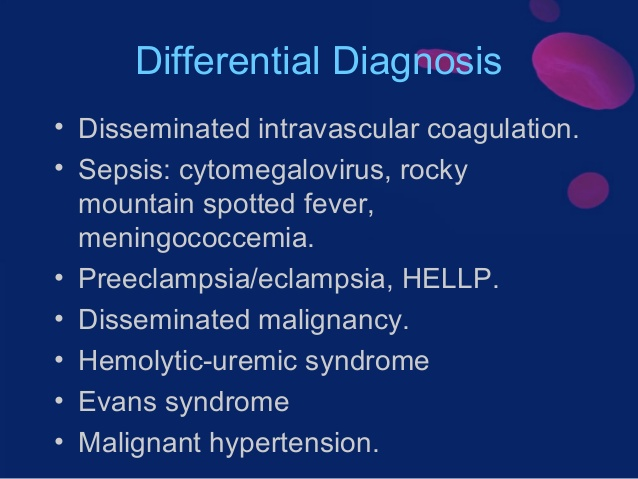 Differential Diagnosis
• Disseminated intravascular coagulation.
• Sepsis: cytomegalovirus, rocky
mountain spotted fever,
meningococcemia.
• Preeclampsia/eclampsia, HELLP.
• Disseminated malignancy.
• Hemolytic-uremic syndrome
• Evans syndrome
• Malignant hypertension.